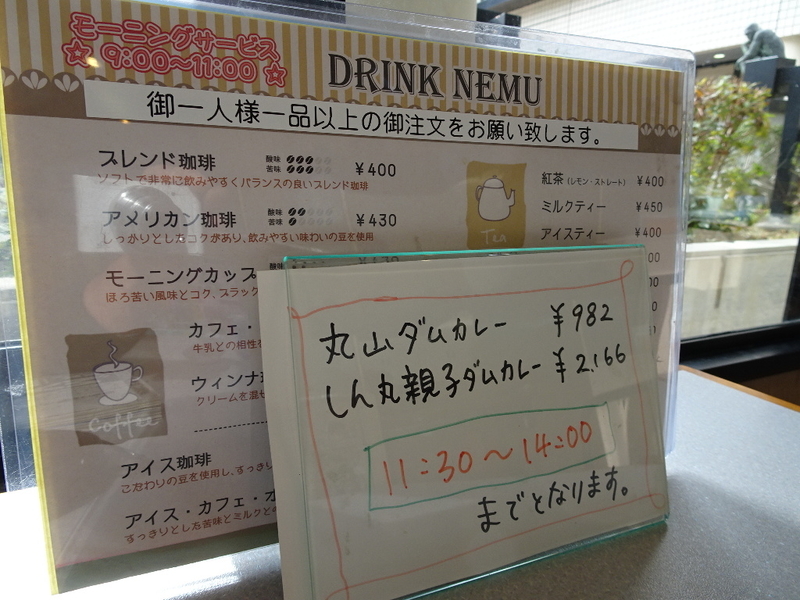 モーニングサービス
☆ 9:00〜11:00 ☆
DRINK NEMU
御一人様一品以上の御注文をお願い致します。
ブレンド珈琲 酸味 苦味 ¥400
ソフトで非常に飲みやすくバランスの良いブレンド珈琲
アメリカン珈琲 酸味 苦味 ¥430
しっかりとしたコクがあり、飲みやすい味わいの豆を使用
モーニングカップ
ほろ苦い風味とコク、ブラック
カフェ・
牛乳との相性
ウィンナ
クリームを混ぜ
Coffee
アイス珈琲
こだわりの豆を使用し、すっきり
アイス・カフェ・オ
すっきりとした苦味とミルクと
Tea
紅茶(レモン・ストレート) ¥400
ミルクティー ¥450
アイスティー ¥400
丸山ダムカレー ¥982
しん丸親子ダムカレー ¥2,166
11:30〜14:00
までとなります。